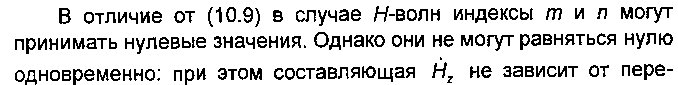 В отличие от (10.9) в случае H-волн индексы m и n могут
принимать нулевые значения. Однако они не могут равняться нулю
одновременно: при этом составляющая Ḣz не зависит от пере-